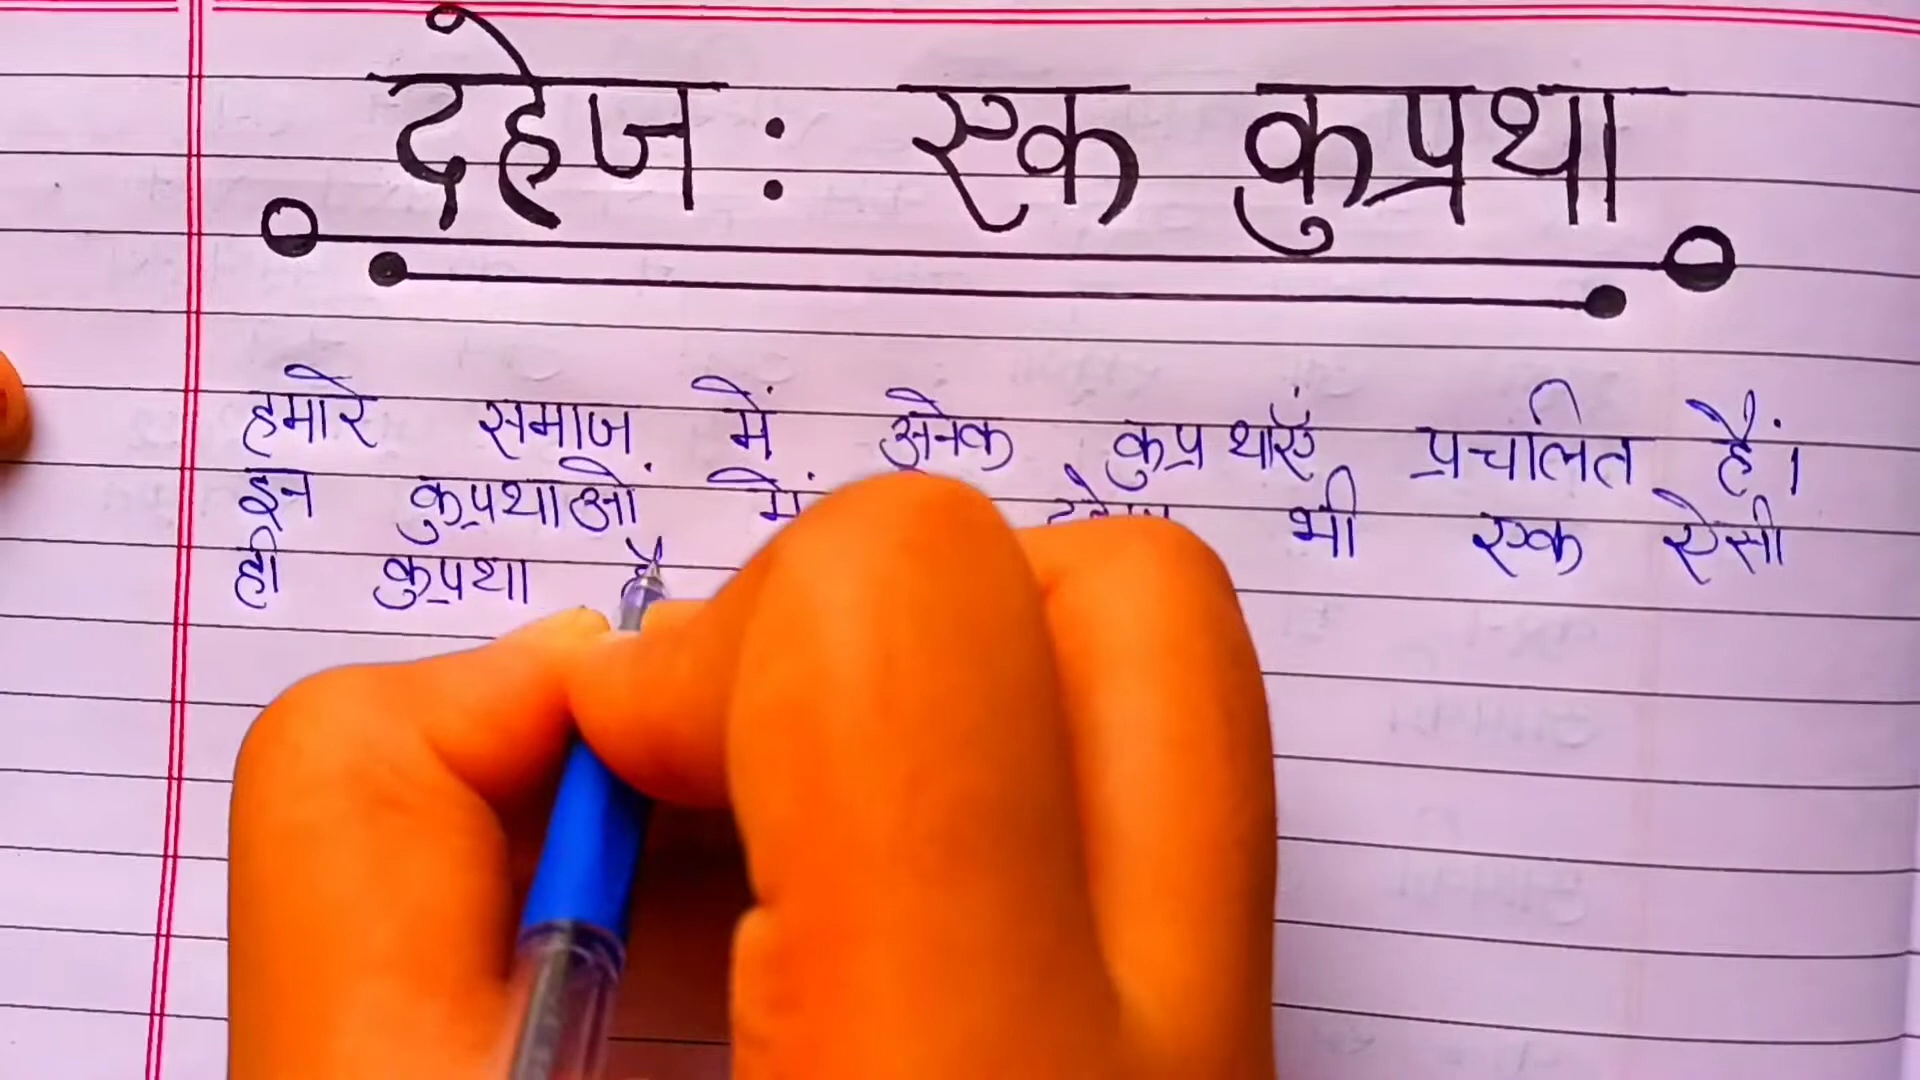 दहेज : एक कुप्रथा
हमारे समाज में अनेक कुप्रथाएँ प्रचलित हैं।
इन कुप्रथाओं में भी एक ऐसी
ही कुप्रथा है